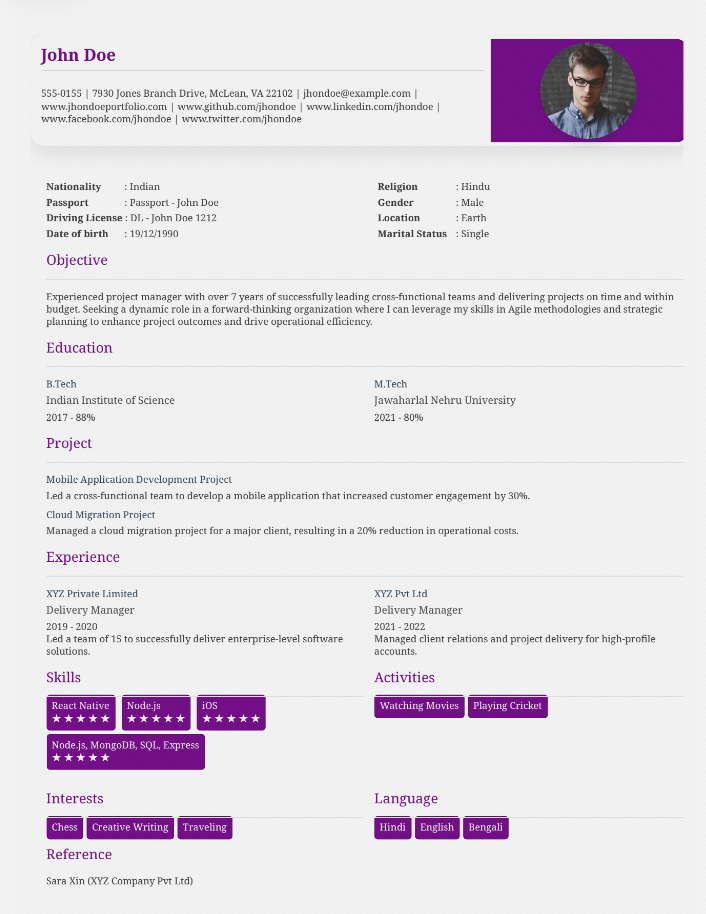 John Doe
555-0155 | 7930 Jones Branch Drive, McLean, VA 22102 | jhondoe@example.com |
www.jhondoeportfolio.com | www.github.com/jhondoe | www.linkedin.com/jhondoe |
www.facebook.com/jhondoe | www.twitter.com/jhondoe
Nationality : Indian
Passport : Passport - John Doe
Driving License : DL - John Doe 1212
Date of birth : 19/12/1990
Religion : Hindu
Gender : Male
Location : Earth
Marital Status : Single
Objective
Experienced project manager with over 7 years of successfully leading cross-functional teams and delivering projects on time and within
budget. Seeking a dynamic role in a forward-thinking organization where I can leverage my skills in Agile methodologies and strategic
planning to enhance project outcomes and drive operational efficiency.
Education
B.Tech
Indian Institute of Science
2017 - 88%
M.Tech
Jawaharlal Nehru University
2021 - 80%
Project
Mobile Application Development Project
Led a cross-functional team to develop a mobile application that increased customer engagement by 30%.
Cloud Migration Project
Managed a cloud migration project for a major client, resulting in a 20% reduction in operational costs.
Experience
XYZ Private Limited
Delivery Manager
2019 - 2020
Led a team of 15 to successfully deliver enterprise-level software
solutions.
XYZ Pvt Ltd
Delivery Manager
2021 - 2022
Managed client relations and project delivery for high-profile
accounts.
Skills
React Native
★★★★★
Node.js
★★★★★
iOS
★★★★★
Node.js, MongoDB, SQL, Express
★★★★★
Activities
Watching Movies
Playing Cricket
Interests
Chess
Creative Writing
Traveling
Language
Hindi
English
Bengali
Reference
Sara Xin (XYZ Company Pvt Ltd)